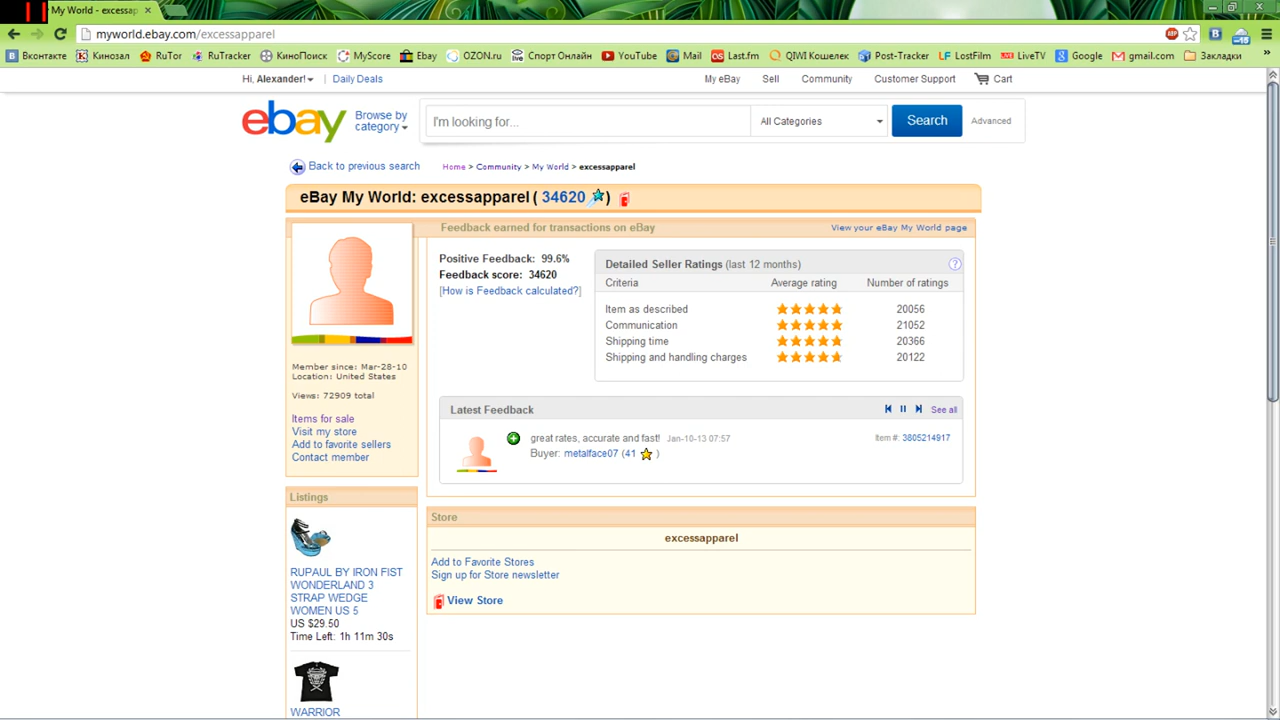 My World - excessap
myworld.ebay.com/excessapparel
Вконтакте Кинозал RuTor RuTracker КиноПоиск MyScore Ebay OZON.ru Спорт Онлайн YouTube Mail Last.fm QIWI Кошелек Post-Tracker LostFilm LiveTV Google gmail.com Закладки
Hi, Alexander! Daily Deals My eBay Sell Community Customer Support Cart
ebay
Browse by category
I'm looking for... All Categories Search Advanced
Back to previous search Home > Community > My World > excessapparel
eBay My World: excessapparel ( 34620 )
Feedback earned for transactions on eBay View your eBay My World page
Positive Feedback: 99.6%
Feedback score: 34620
[How is Feedback calculated?]
Detailed Seller Ratings (last 12 months) ?
Criteria Average rating Number of ratings
Item as described 20056
Communication 21052
Shipping time 20366
Shipping and handling charges 20122
Member since: Mar-28-10
Location: United States
Views: 72909 total
Items for sale
Visit my store
Add to favorite sellers
Contact member
Latest Feedback See all
great rates, accurate and fast! Jan-10-13 07:57 Item #: 3805214917
Buyer: metalface07 (41 )
Listings
RUPAUL BY IRON FIST
WONDERLAND 3
STRAP WEDGE
WOMEN US 5
US $29.50
Time Left: 1h 11m 30s
WARRIOR
Store
excessapparel
Add to Favorite Stores
Sign up for Store newsletter
View Store